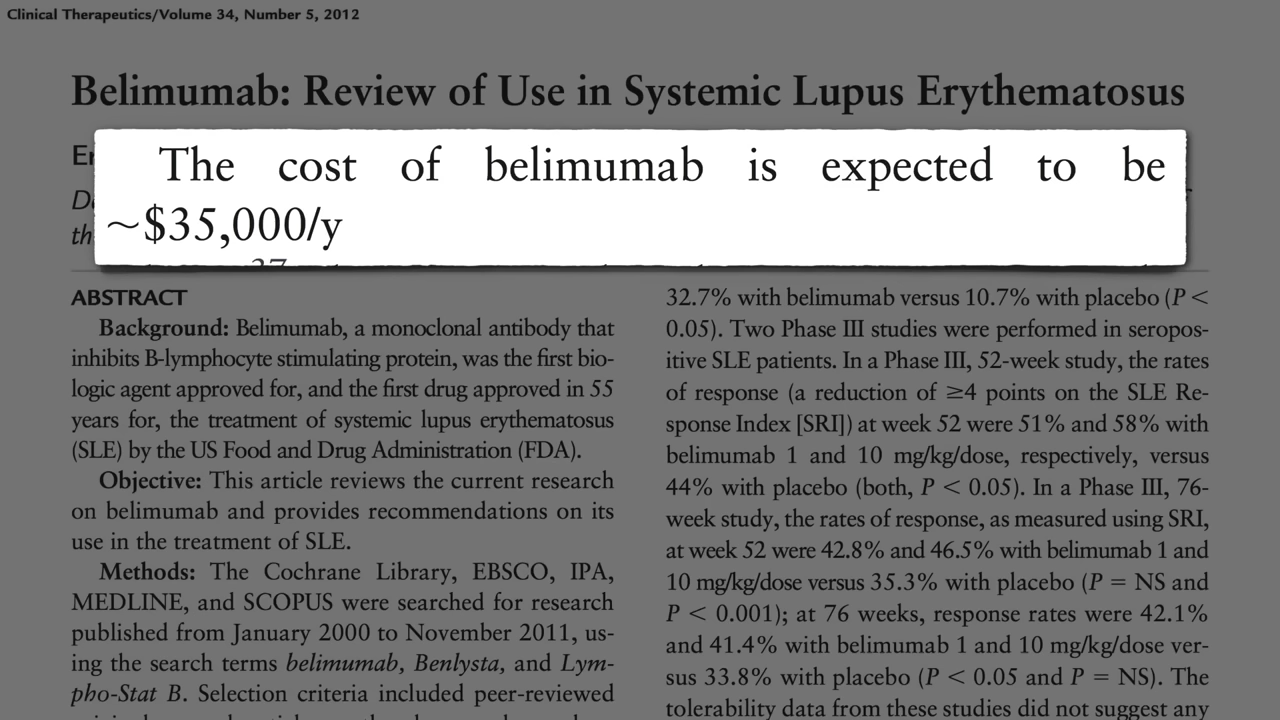 Clinical Therapeutics/Volume 34, Number 5, 2012
Belimumab: Review of Use in Systemic Lupus Erythematosus
The cost of belimumab is expected to be
~$35,000/y
ABSTRACT
Background: Belimumab, a monoclonal antibody that
inhibits B-lymphocyte stimulating protein, was the first bio-
logic agent approved for, and the first drug approved in 55
years for, the treatment of systemic lupus erythematosus
(SLE) by the US Food and Drug Administration (FDA).
Objective: This article reviews the current research
on belimumab and provides recommendations on its
use in the treatment of SLE.
Methods: The Cochrane Library, EBSCO, IPA,
MEDLINE, and SCOPUS were searched for research
published from January 2000 to November 2011, us-
ing the search terms belimumab, Benlysta, and Lym-
pho-Stat B. Selection criteria included peer-reviewed
32.7% with belimumab versus 10.7% with placebo (P <
0.05). Two Phase III studies were performed in seropos-
itive SLE patients. In a Phase III, 52-week study, the rates
of response (a reduction of ≥4 points on the SLE Re-
sponse Index [SRI]) at week 52 were 51% and 58% with
belimumab 1 and 10 mg/kg/dose, respectively, versus
44% with placebo (both, P < 0.05). In a Phase III, 76-
week study, the rates of response, as measured using SRI,
at week 52 were 42.8% and 46.5% with belimumab 1 and
10 mg/kg/dose versus 35.3% with placebo (P = NS and
P < 0.001); at 76 weeks, response rates were 42.1%
and 41.4% with belimumab 1 and 10 mg/kg/dose ver-
sus 33.8% with placebo (P < 0.05 and P = NS). The
tolerability data from these studies did not suggest any